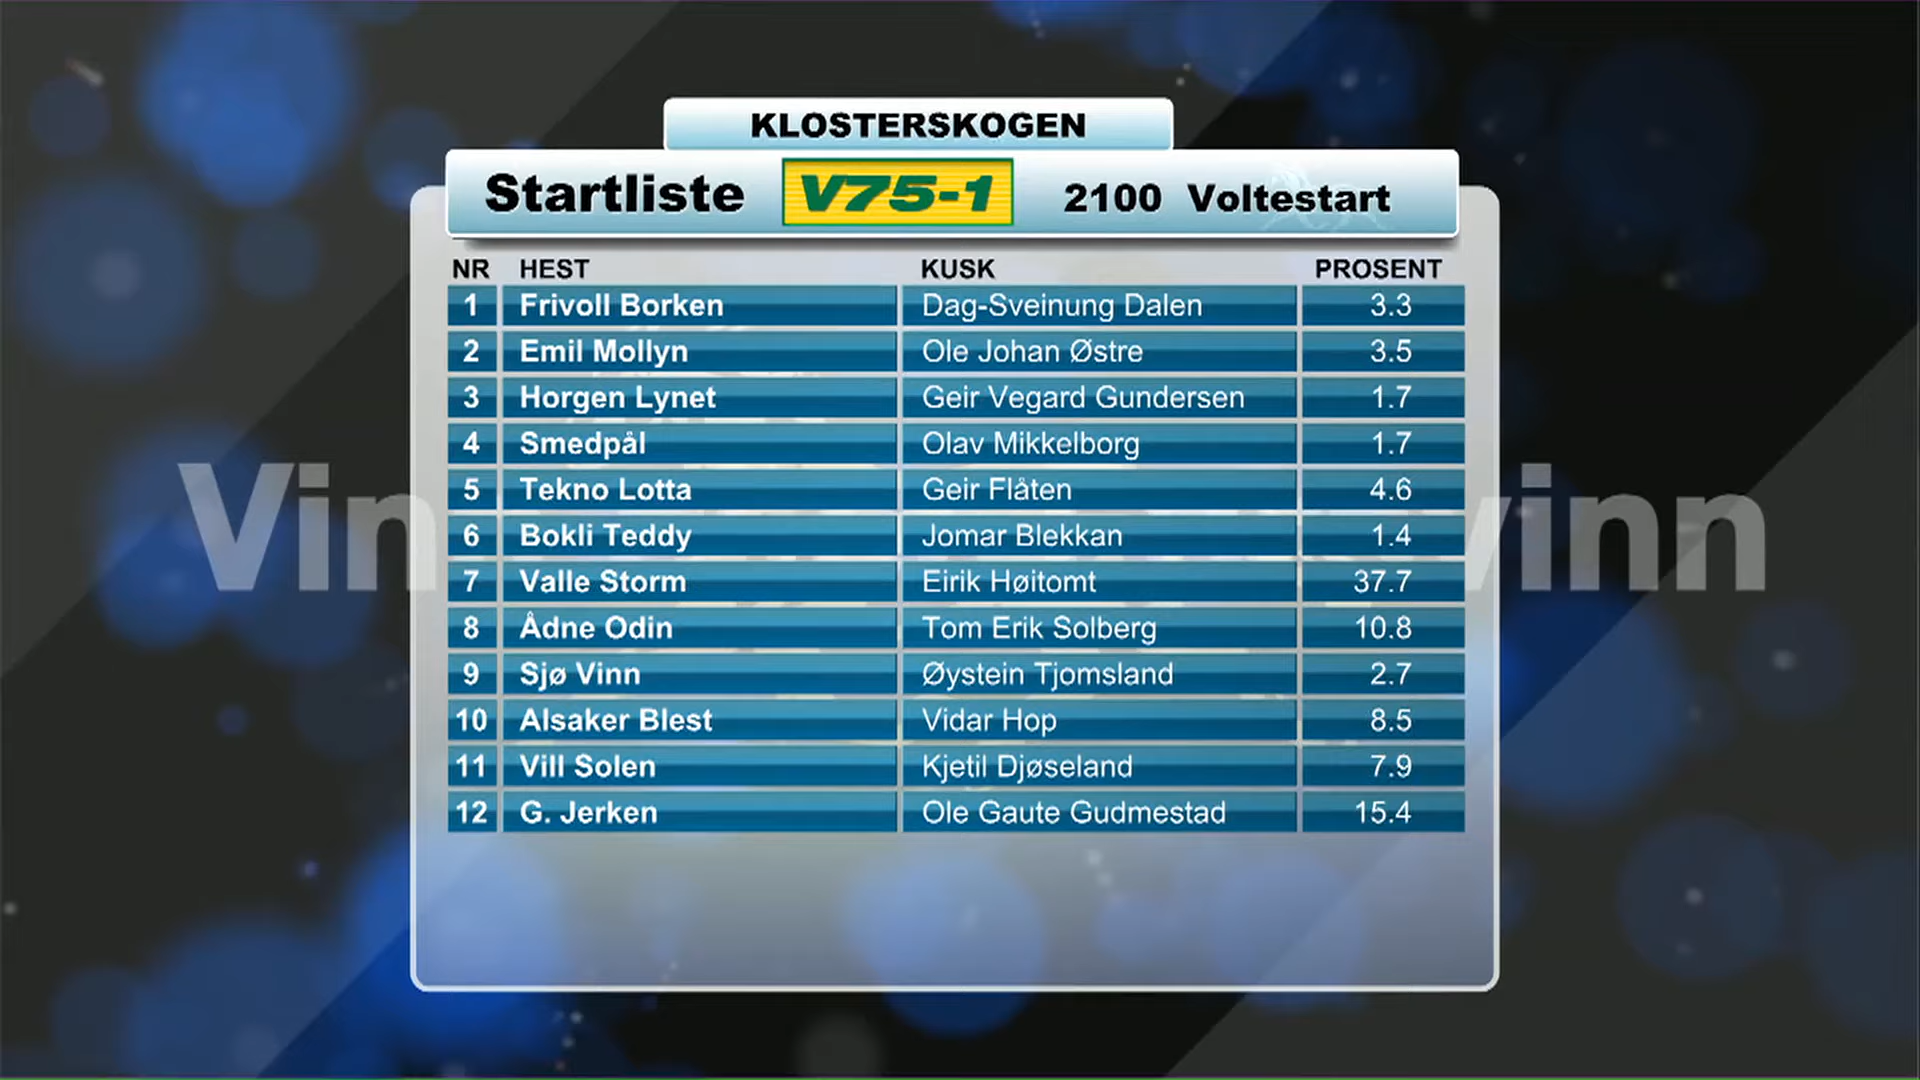 KLOSTERSKOGEN
Startliste V75-1 2100 Voltestart
NR HEST KUSK PROSENT
1 Frivoll Borken Dag-Sveinung Dalen 3.3
2 Emil Mollyn Ole Johan Østre 3.5
3 Horgen Lynet Geir Vegard Gundersen 1.7
4 Smedpål Olav Mikkelborg 1.7
5 Tekno Lotta Geir Flåten 4.6
6 Bokli Teddy Jomar Blekkan 1.4
7 Valle Storm Eirik Høitomt 37.7
8 Ådne Odin Tom Erik Solberg 10.8
9 Sjø Vinn Øystein Tjomsland 2.7
10 Alsaker Blest Vidar Hop 8.5
11 Vill Solen Kjetil Djøseland 7.9
12 G. Jerken Ole Gaute Gudmestad 15.4